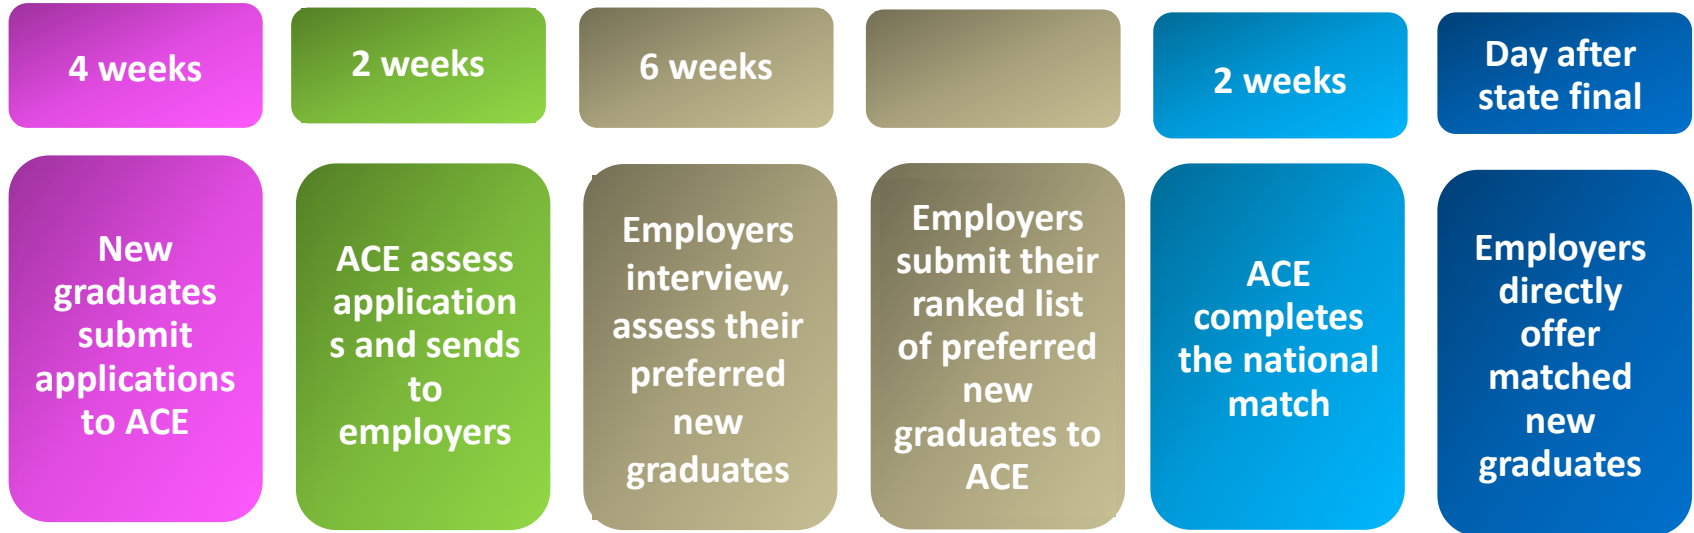 4 weeks
2 weeks
6 weeks
2 weeks
Day after
state final
New
graduates
submit
applications
to ACE
ACE assess
application
s and sends
to
employers
Employers
interview,
assess their
preferred
new
graduates
Employers
submit their
ranked list
of preferred
new
graduates to
ACE
ACE
completes
the national
match
Employers
directly
offer
matched
new
graduates